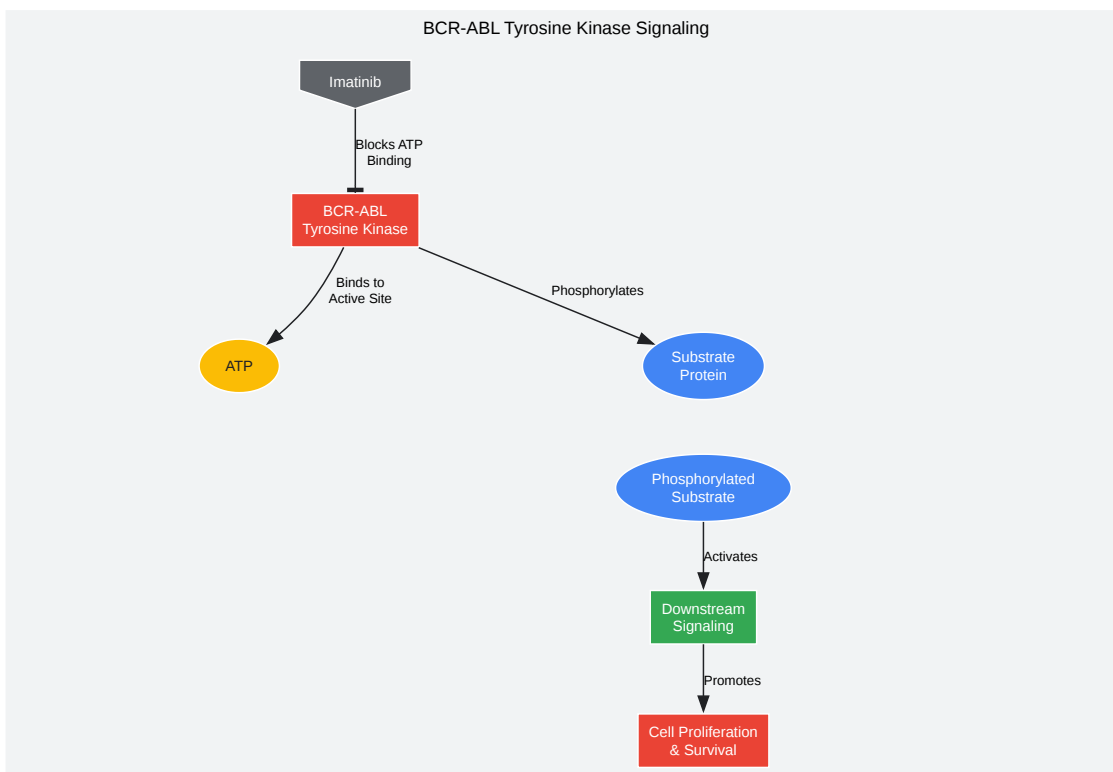 BCR-ABL Tyrosine Kinase Signaling
Imatinib
Blocks ATP
Binding
BCR-ABL
Tyrosine Kinase
Binds to
Active Site
Phosphorylates
ATP
Substrate
Protein
Phosphorylated
Substrate
Activates
Downstream
Signaling
Promotes
Cell Proliferation
& Survival